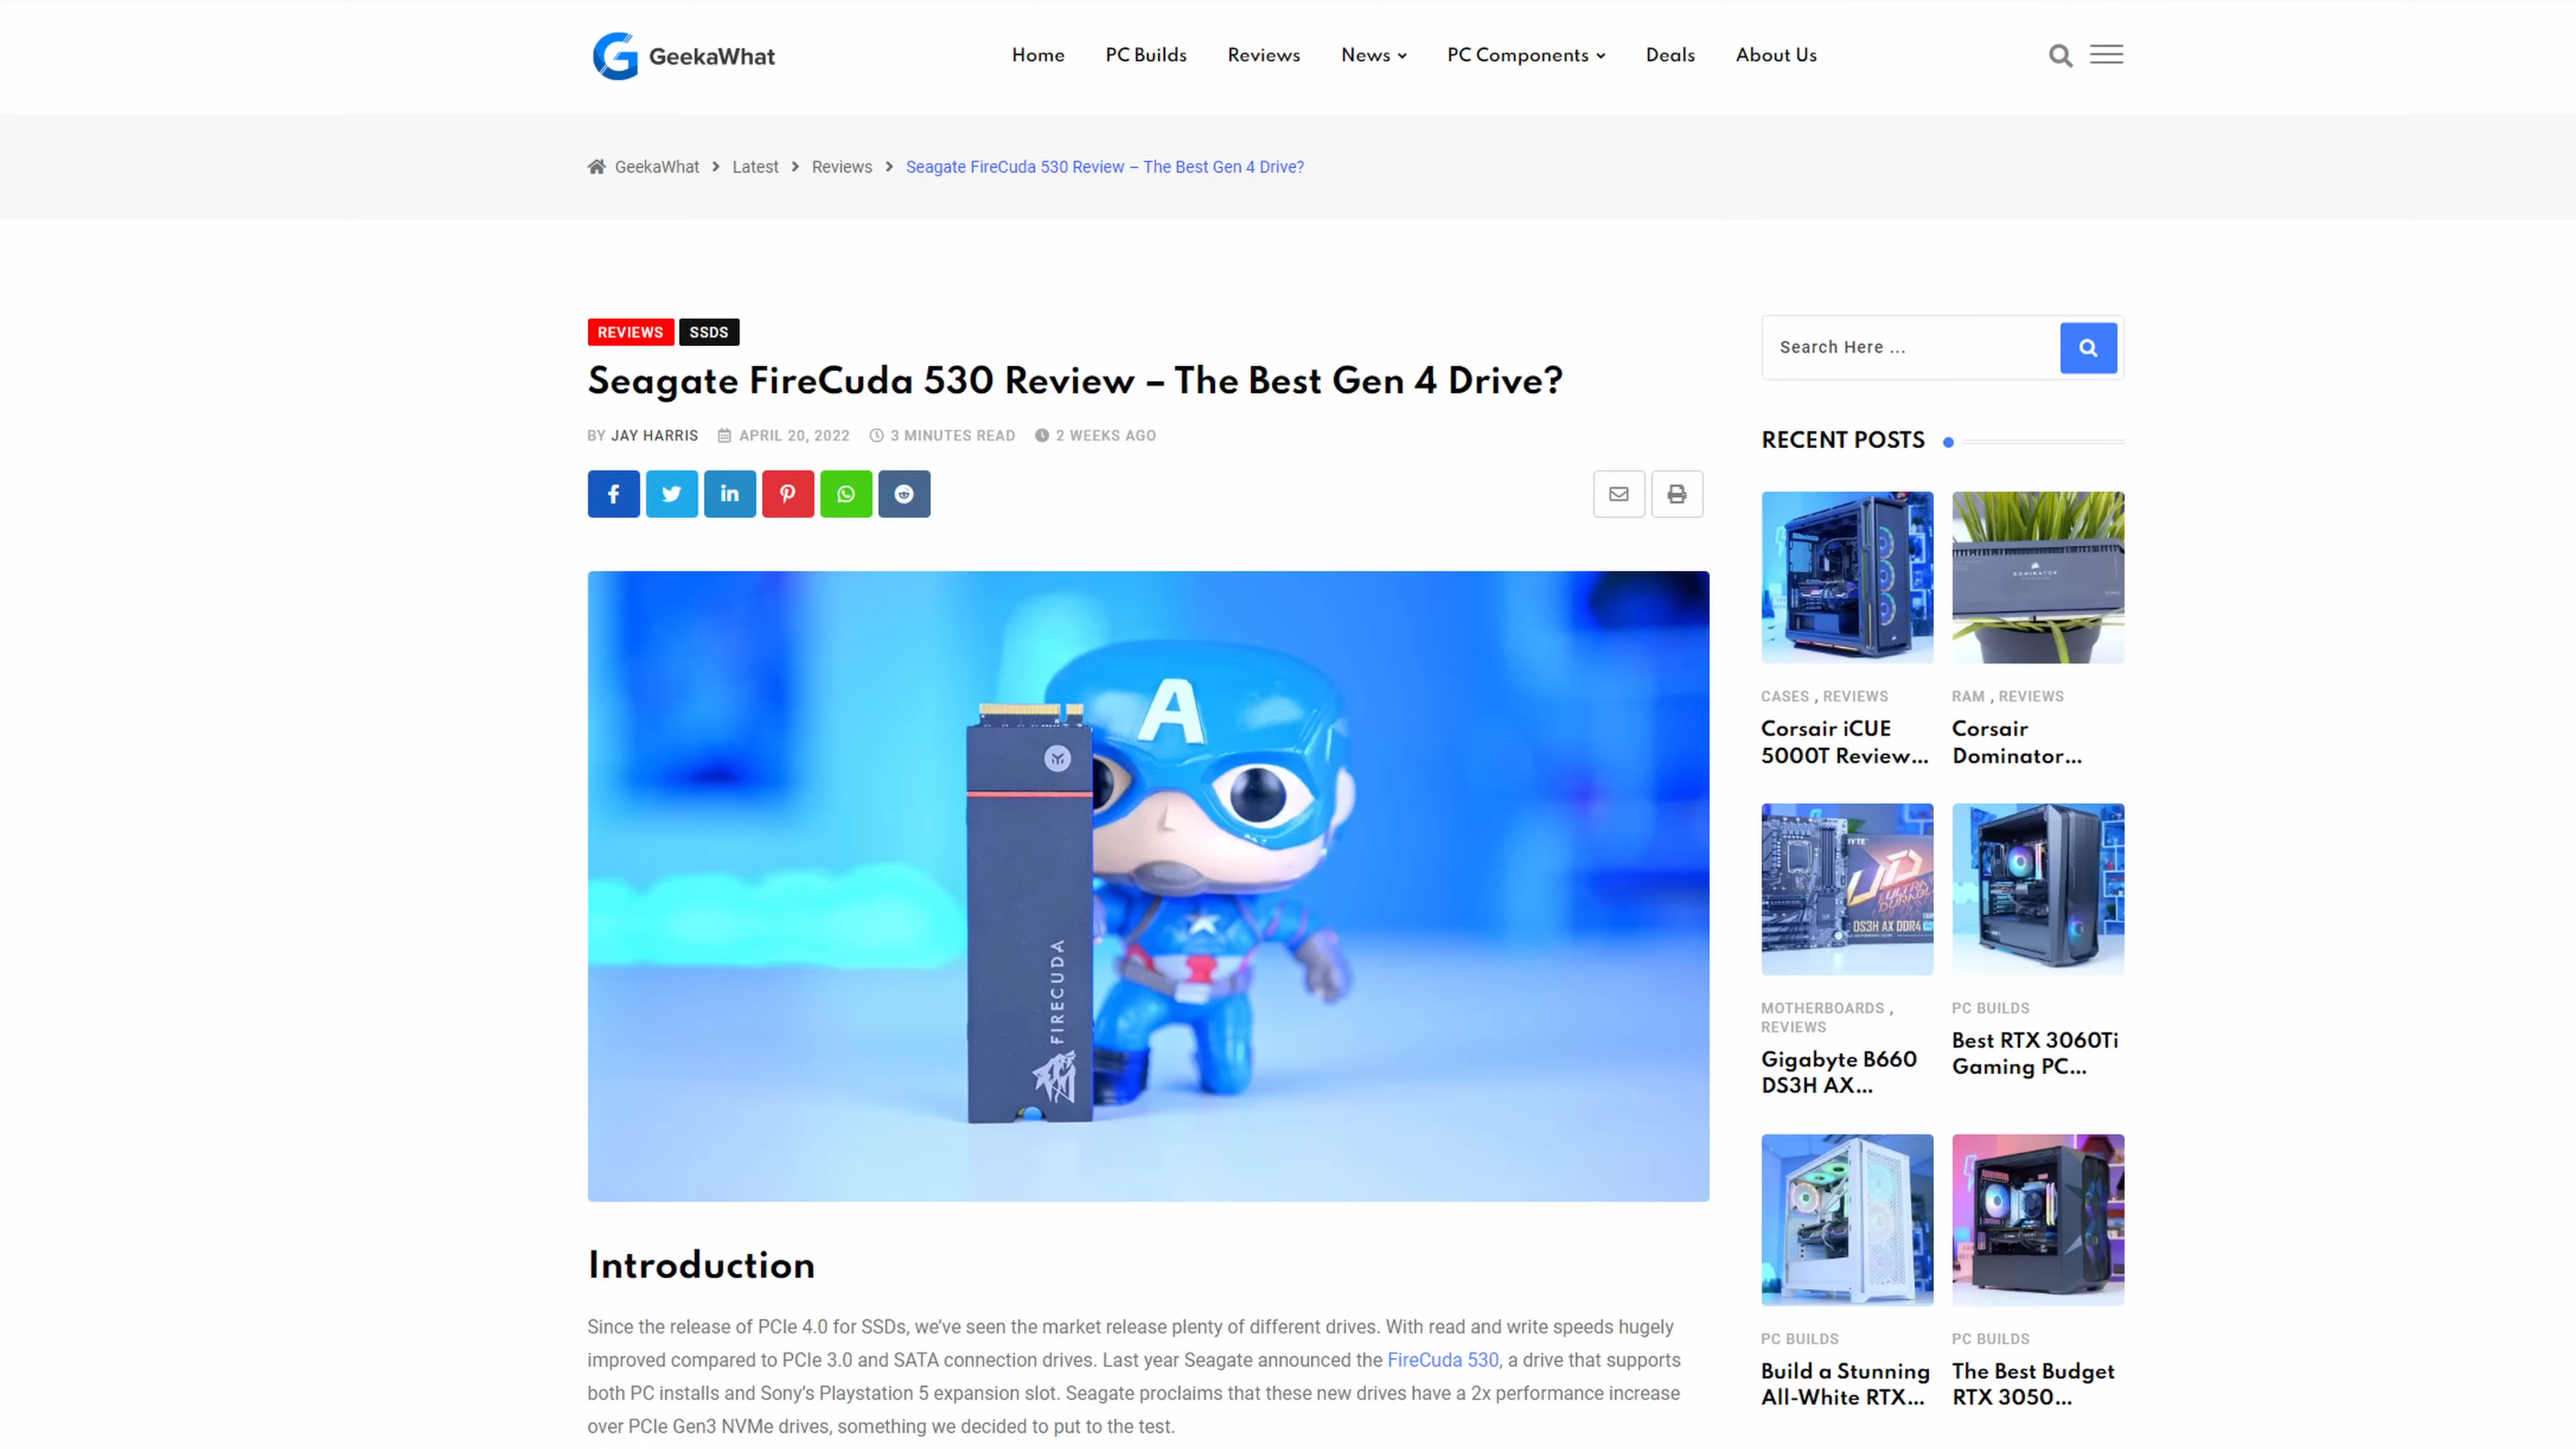 GeekaWhat
Home PC Builds Reviews News PC Components Deals About Us
GeekaWhat Latest Reviews Seagate FireCuda 530 Review – The Best Gen 4 Drive?
REVIEWS SSDS
Seagate FireCuda 530 Review – The Best Gen 4 Drive?
BY JAY HARRIS APRIL 20, 2022 3 MINUTES READ 2 WEEKS AGO
A
FIRECUDA
Introduction
Since the release of PCIe 4.0 for SSDs, we’ve seen the market release plenty of different drives. With read and write speeds hugely
improved compared to PCIe 3.0 and SATA connection drives. Last year Seagate announced the FireCuda 530, a drive that supports
both PC installs and Sony’s Playstation 5 expansion slot. Seagate proclaims that these new drives have a 2x performance increase
over PCIe Gen3 NVMe drives, something we decided to put to the test.
Search Here ...
RECENT POSTS
DOMINATOR
CASES , REVIEWS
Corsair iCUE
5000T Review...
RAM , REVIEWS
Corsair
Dominator...
UD
ULTRA
DURABLE
DS3H AX DDR4
MOTHERBOARDS ,
REVIEWS
Gigabyte B660
DS3H AX...
PC BUILDS
Best RTX 3060Ti
Gaming PC...
PC BUILDS
Build a Stunning
All-White RTX...
PC BUILDS
The Best Budget
RTX 3050...